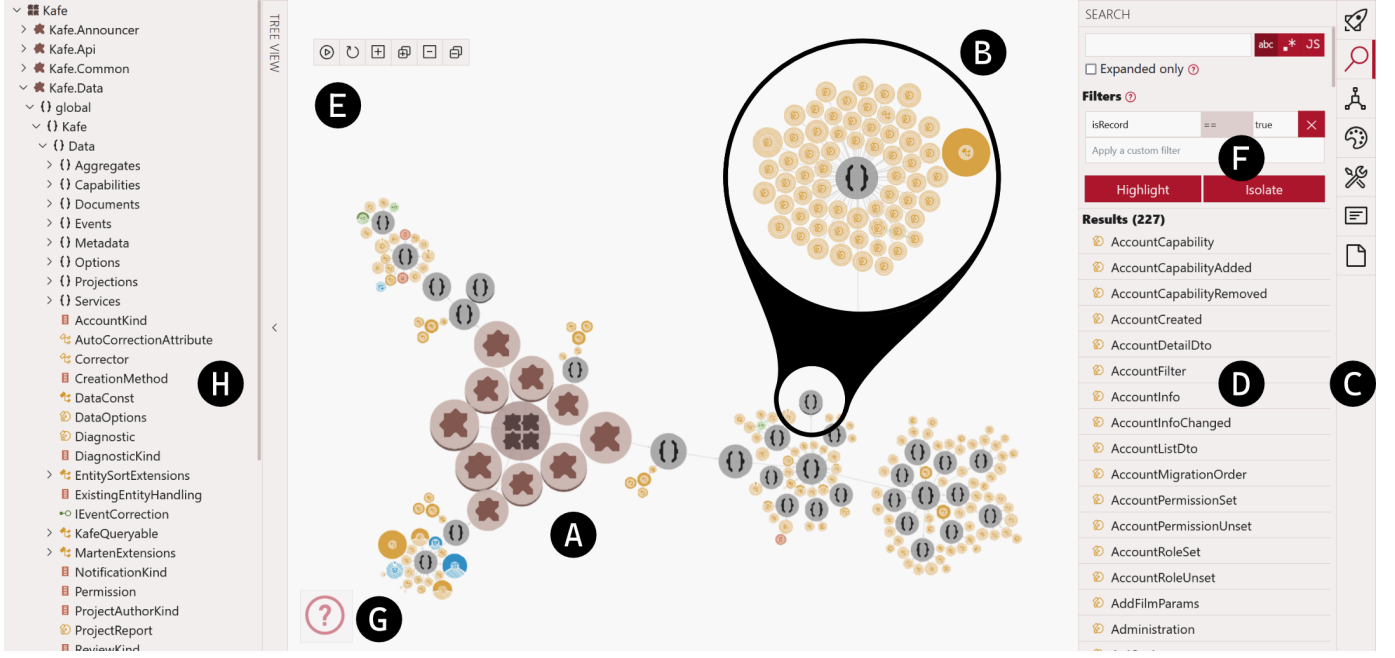 Kafe
Kafe.Announcer
Kafe.Api
Kafe.Common
Kafe.Data
{} global
{} Kafe
{} Data
{} Aggregates
{} Capabilities
{} Documents
{} Events
{} Metadata
{} Options
{} Projections
{} Services
AccountKind
AutoCorrectionAttribute
Corrector
CreationMethod
DataConst
DataOptions
Diagnostic
DiagnosticKind
EntitySortExtensions
ExistingEntityHandling
IEventCorrection
KafeQueryable
MartenExtensions
NotificationKind
Permission
ProjectAuthorKind
ProjectReport
ReviewKind
H
TREE VIEW
E
B
A
G
?
SEARCH
abc .* JS
Expanded only ?
Filters ?
isRecord == true
Apply a custom filter
F
Highlight Isolate
Results (227)
AccountCapability
AccountCapabilityAdded
AccountCapabilityRemoved
AccountCreated
AccountDetailDto
AccountFilter
AccountInfo
AccountInfoChanged
AccountListDto
AccountMigrationOrder
AccountPermissionSet
AccountPermissionUnset
AccountRoleSet
AccountRoleUnset
AddFilmParams
Administration
D
C